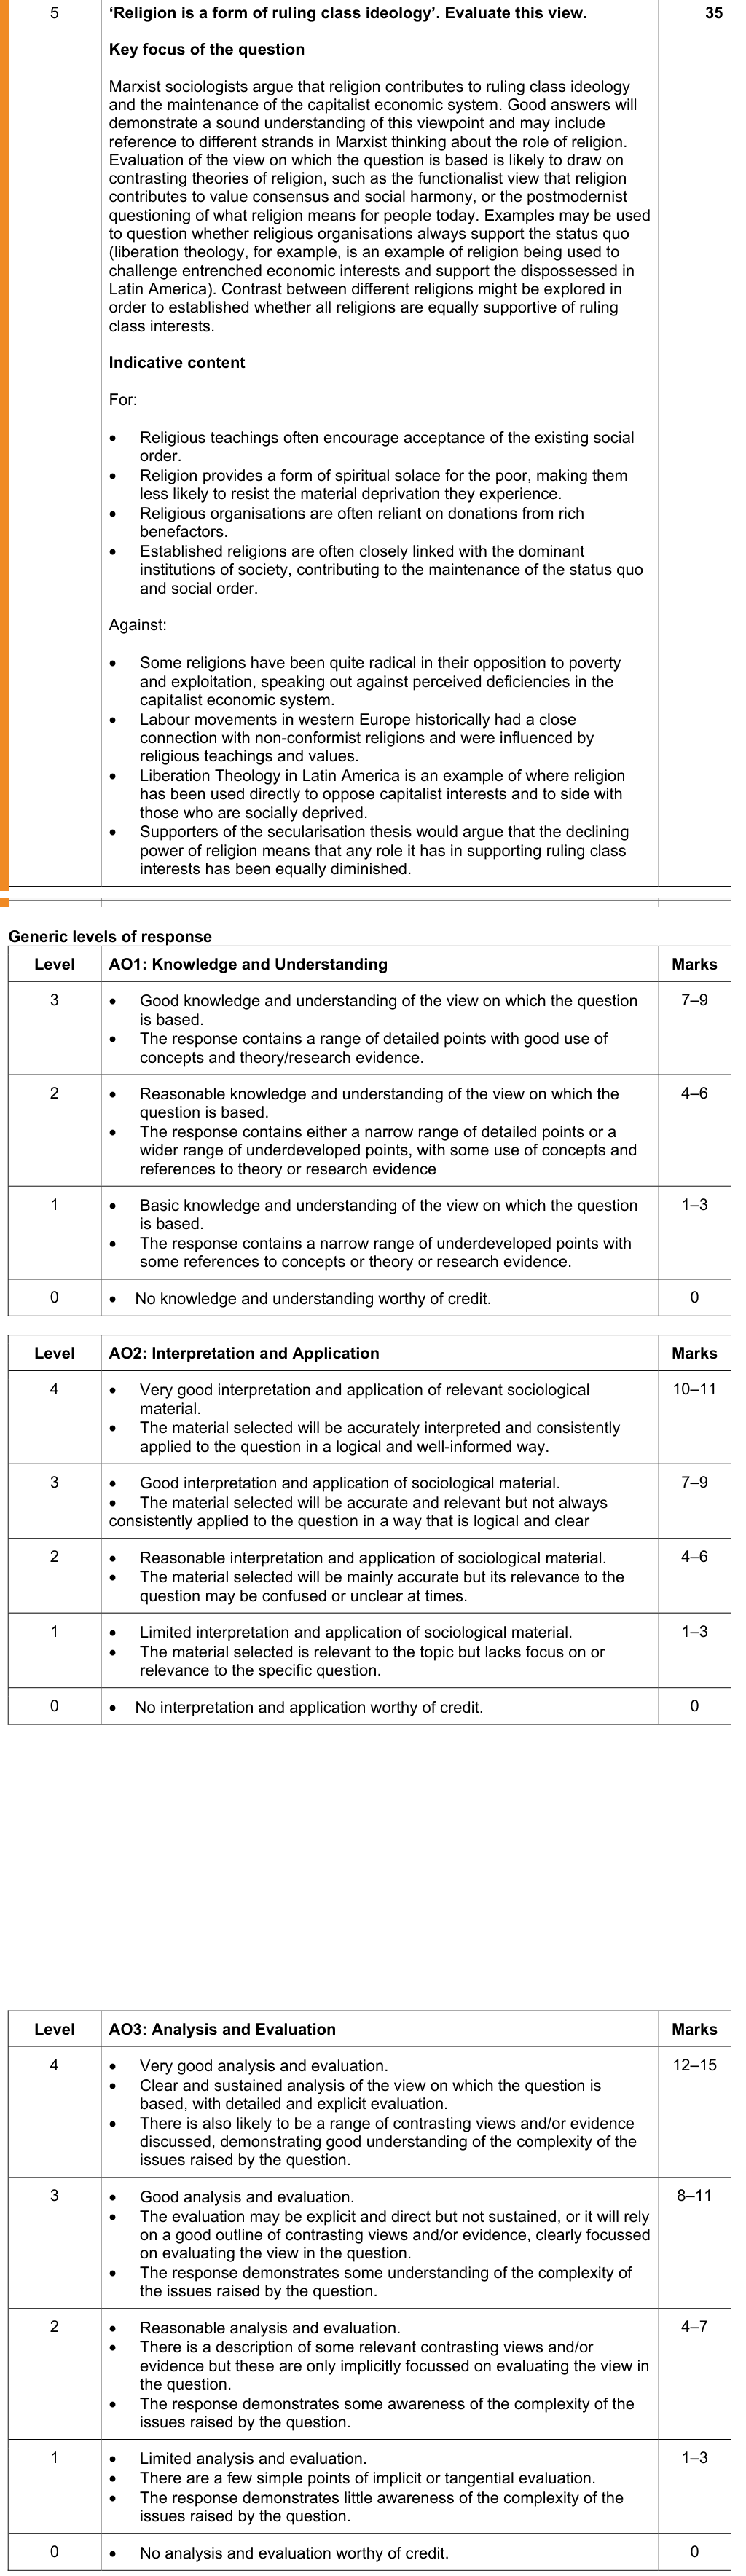 5 ‘Religion is a form of ruling class ideology’. Evaluate this view. 35
Key focus of the question
Marxist sociologists argue that religion contributes to ruling class ideology
and the maintenance of the capitalist economic system. Good answers will
demonstrate a sound understanding of this viewpoint and may include
reference to different strands in Marxist thinking about the role of religion.
Evaluation of the view on which the question is based is likely to draw on
contrasting theories of religion, such as the functionalist view that religion
contributes to value consensus and social harmony, or the postmodernist
questioning of what religion means for people today. Examples may be used
to question whether religious organisations always support the status quo
(liberation theology, for example, is an example of religion being used to
challenge entrenched economic interests and support the dispossessed in
Latin America). Contrast between different religions might be explored in
order to established whether all religions are equally supportive of ruling
class interests.
Indicative content
For:
• Religious teachings often encourage acceptance of the existing social
order.
• Religion provides a form of spiritual solace for the poor, making them
less likely to resist the material deprivation they experience.
• Religious organisations are often reliant on donations from rich
benefactors.
• Established religions are often closely linked with the dominant
institutions of society, contributing to the maintenance of the status quo
and social order.
Against:
• Some religions have been quite radical in their opposition to poverty
and exploitation, speaking out against perceived deficiencies in the
capitalist economic system.
• Labour movements in western Europe historically had a close
connection with non-conformist religions and were influenced by
religious teachings and values.
• Liberation Theology in Latin America is an example of where religion
has been used directly to oppose capitalist interests and to side with
those who are socially deprived.
• Supporters of the secularisation thesis would argue that the declining
power of religion means that any role it has in supporting ruling class
interests has been equally diminished.
Generic levels of response
Level AO1: Knowledge and Understanding Marks
3 • Good knowledge and understanding of the view on which the question 7–9
is based.
• The response contains a range of detailed points with good use of
concepts and theory/research evidence.
2 • Reasonable knowledge and understanding of the view on which the 4–6
question is based.
• The response contains either a narrow range of detailed points or a
wider range of underdeveloped points, with some use of concepts and
references to theory or research evidence
1 • Basic knowledge and understanding of the view on which the question 1–3
is based.
• The response contains a narrow range of underdeveloped points with
some references to concepts or theory or research evidence.
0 • No knowledge and understanding worthy of credit. 0
Level AO2: Interpretation and Application Marks
4 • Very good interpretation and application of relevant sociological 10–11
material.
• The material selected will be accurately interpreted and consistently
applied to the question in a logical and well-informed way.
3 • Good interpretation and application of sociological material. 7–9
• The material selected will be accurate and relevant but not always
consistently applied to the question in a way that is logical and clear
2 • Reasonable interpretation and application of sociological material. 4–6
• The material selected will be mainly accurate but its relevance to the
question may be confused or unclear at times.
1 • Limited interpretation and application of sociological material. 1–3
• The material selected is relevant to the topic but lacks focus on or
relevance to the specific question.
0 • No interpretation and application worthy of credit. 0
Level AO3: Analysis and Evaluation Marks
4 • Very good analysis and evaluation. 12–15
• Clear and sustained analysis of the view on which the question is
based, with detailed and explicit evaluation.
• There is also likely to be a range of contrasting views and/or evidence
discussed, demonstrating good understanding of the complexity of the
issues raised by the question.
3 • Good analysis and evaluation. 8–11
• The evaluation may be explicit and direct but not sustained, or it will rely
on a good outline of contrasting views and/or evidence, clearly focussed
on evaluating the view in the question.
• The response demonstrates some understanding of the complexity of
the issues raised by the question.
2 • Reasonable analysis and evaluation. 4–7
• There is a description of some relevant contrasting views and/or
evidence but these are only implicitly focussed on evaluating the view in
the question.
• The response demonstrates some awareness of the complexity of the
issues raised by the question.
1 • Limited analysis and evaluation. 1–3
• There are a few simple points of implicit or tangential evaluation.
• The response demonstrates little awareness of the complexity of the
issues raised by the question.
0 • No analysis and evaluation worthy of credit. 0